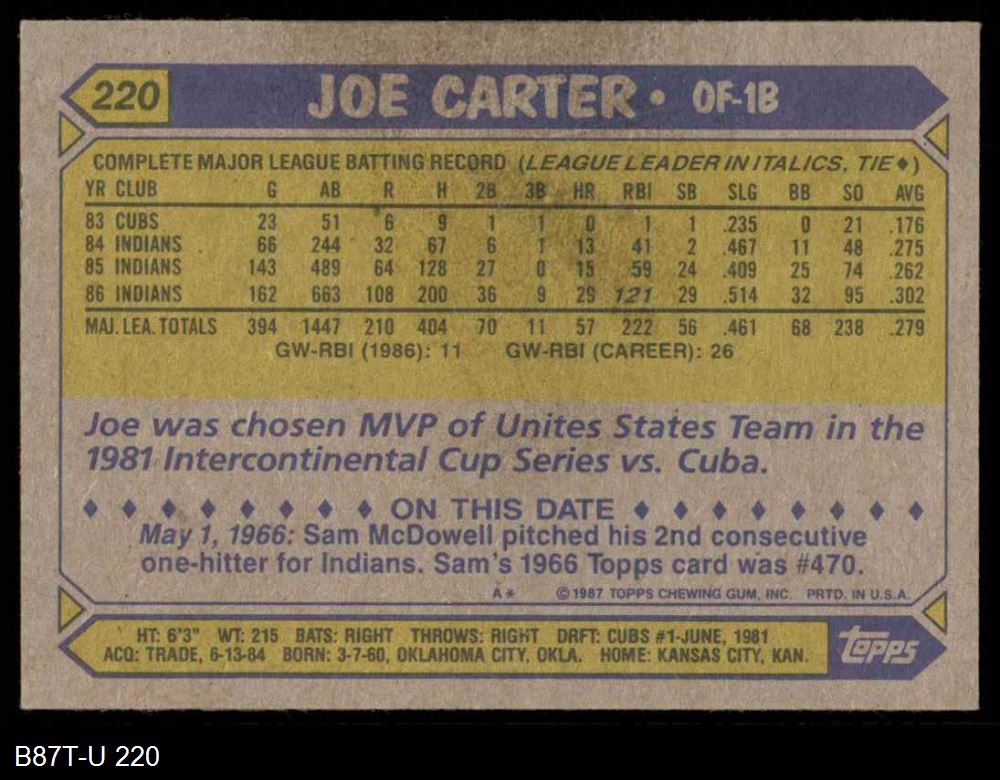 220 JOE CARTER • OF-1B
COMPLETE MAJOR LEAGUE BATTING RECORD (LEAGUE LEADER IN ITALICS, TIE♦)
YR CLUB G AB R H 2B 3B HR RBI SB SLG BB SO AVG
83 CUBS 23 51 6 9 1 1 0 1 1 .235 0 21 .176
84 INDIANS 66 244 32 67 6 1 13 41 2 .467 11 48 .275
85 INDIANS 143 489 64 128 27 0 15 59 24 .409 25 74 .262
86 INDIANS 162 663 108 200 36 9 29 121 29 .514 32 95 .302
MAJ. LEA. TOTALS 394 1447 210 404 70 11 57 222 56 .461 68 238 .279
GW-RBI (1986): 11 GW-RBI (CAREER): 26
Joe was chosen MVP of Unites States Team in the
1981 Intercontinental Cup Series vs. Cuba.
♦ ♦ ♦ ♦ ♦ ♦ ♦ ♦ ON THIS DATE ♦ ♦ ♦ ♦ ♦ ♦ ♦ ♦
May 1, 1966: Sam McDowell pitched his 2nd consecutive
one-hitter for Indians. Sam's 1966 Topps card was #470.
A* ©1987 TOPPS CHEWING GUM, INC. PRTD. IN U.S.A.
HT: 6'3" WT: 215 BATS: RIGHT THROWS: RIGHT DRFT: CUBS #1-JUNE, 1981
ACQ: TRADE, 6-13-84 BORN: 3-7-60, OKLAHOMA CITY, OKLA. HOME: KANSAS CITY, KAN.
topps
B87T-U 220